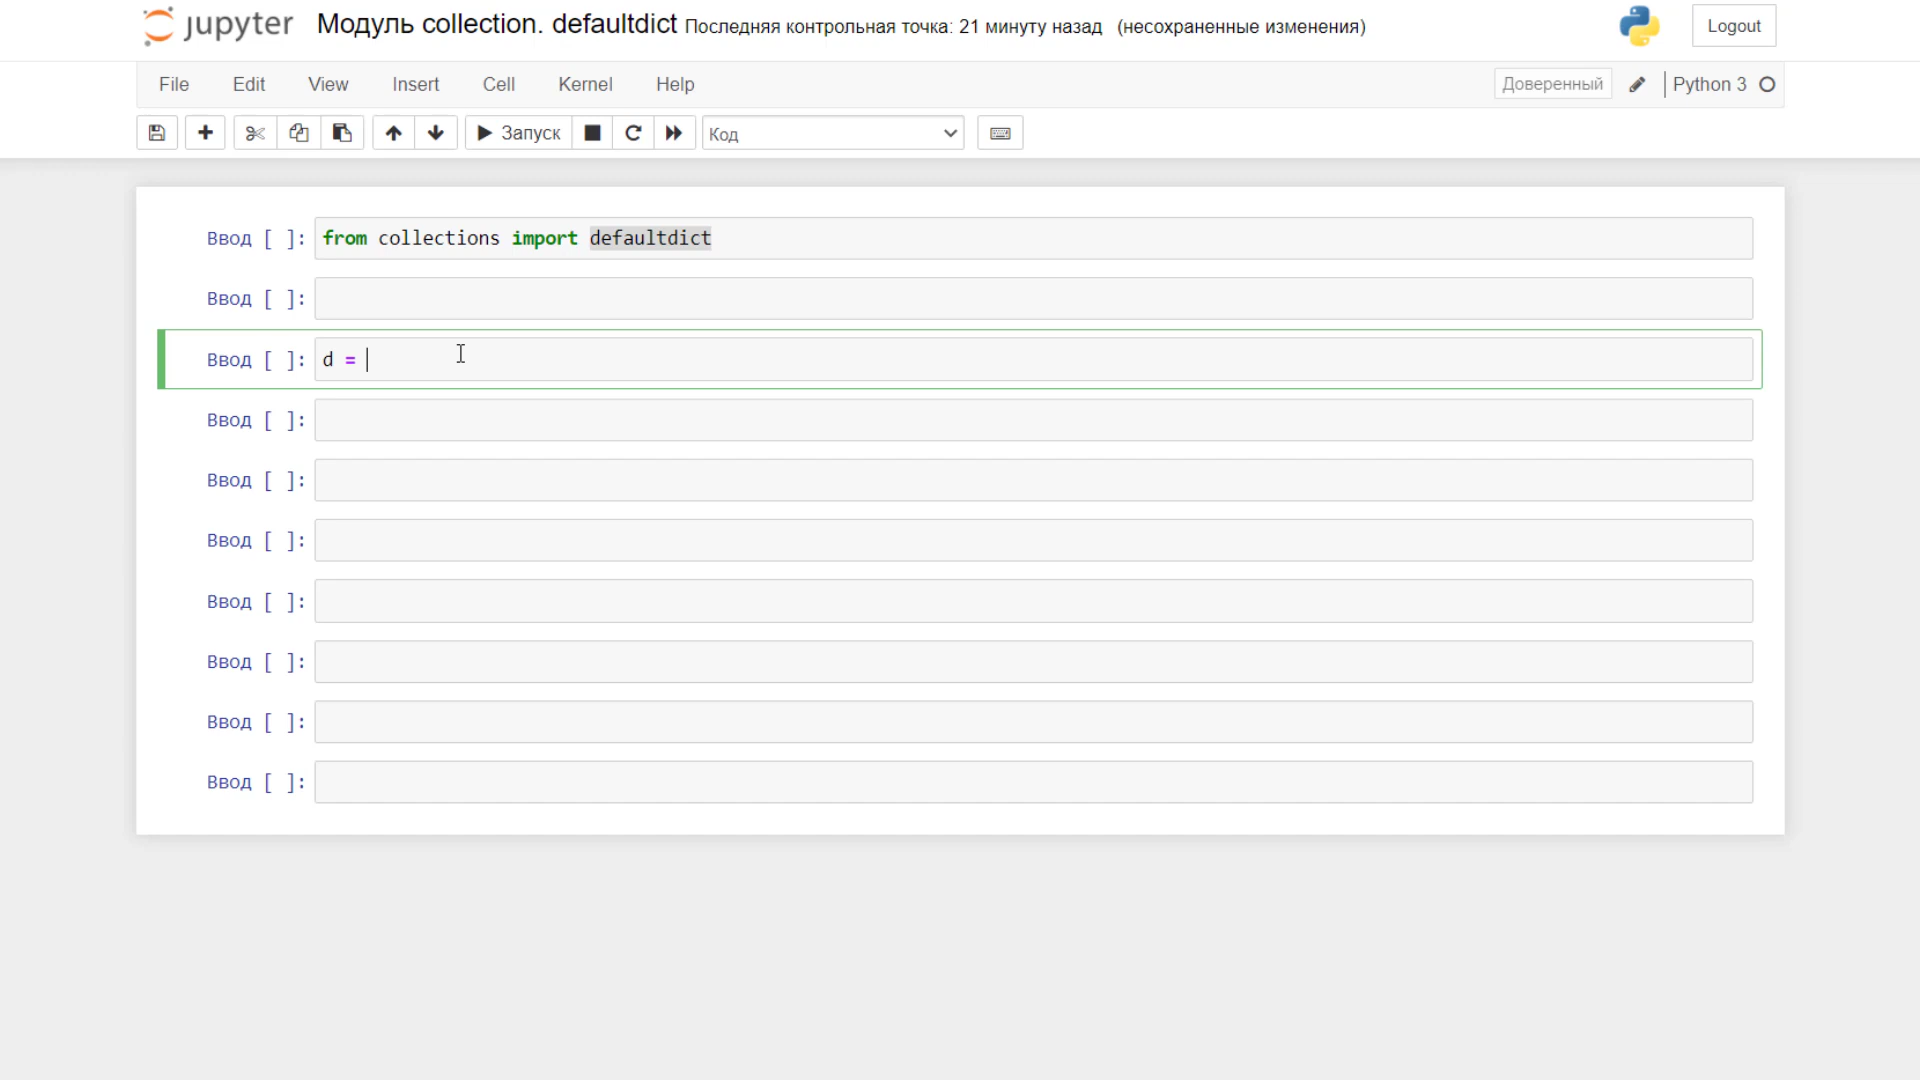 jupyter Модуль collection. defaultdict Последняя контрольная точка: 21 минуту назад (несохраненные изменения) Logout
File Edit View Insert Cell Kernel Help Доверенный Python 3
Запуск Код
Ввод [ ]: from collections import defaultdict
Ввод [ ]:
Ввод [ ]: d =
Ввод [ ]:
Ввод [ ]:
Ввод [ ]:
Ввод [ ]:
Ввод [ ]:
Ввод [ ]:
Ввод [ ]: